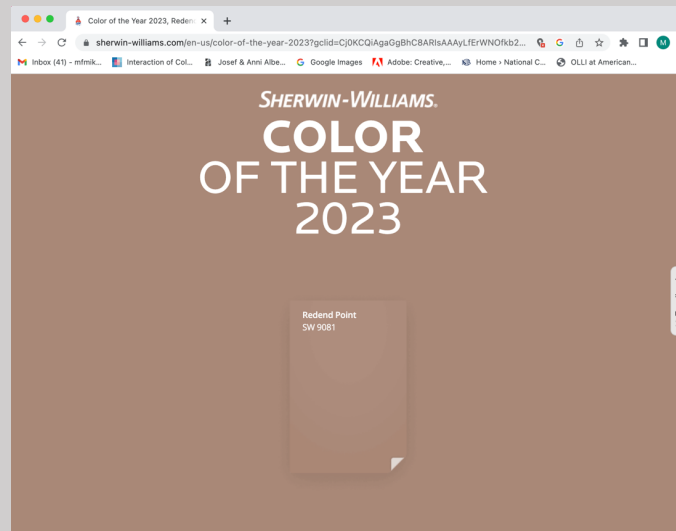 Color of the Year 2023, Reden
sherwin-williams.com/en-us/color-of-the-year-2023?gclid=Cj0KCQiAgaGgBhC8ARIsAAAyLfErWNOfkb2...
M
Inbox (41) - mfmik... Interaction of Col... Josef & Anni Albe... Google Images Adobe: Creative,... Home › National C... OLLI at American...
SHERWIN-WILLIAMS.
COLOR
OF THE YEAR
2023
Redend Point
SW 9081